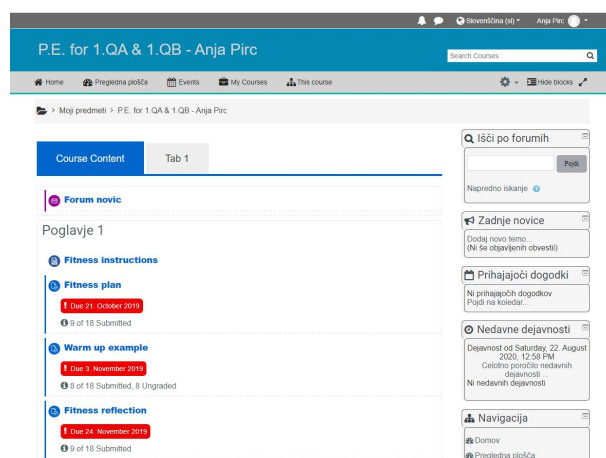 Slovenščina (sl)
Anja Pirc
P.E. for 1.QA & 1.QB - Anja Pirc
Search Courses
Home
Pregledna plošča
Events
My Courses
This course
Hide blocks
> Moji predmeti > P.E. for 1.QA & 1.QB - Anja Pirc
Course Content
Tab 1
Forum novic
Poglavje 1
Fitness instructions
Fitness plan
Due 21. October 2019
9 of 18 Submitted
Warm up example
Due 3. November 2019
8 of 18 Submitted, 8 Ungraded
Fitness reflection
Due 24. November 2019
9 of 18 Submitted
Išči po forumih
Pojdi
Napredno iskanje
Zadnje novice
Dodaj novo temo...
(Ni še objavljenih obvestil)
Prihajajoči dogodki
Ni prihajajočih dogodkov
Pojdi na koledar...
Nedavne dejavnosti
Dejavnost od Saturday, 22. August
2020, 12:58 PM
Celotno poročilo nedavnih
dejavnosti ...
Ni nedavnih dejavnosti
Navigacija
Domov
Pregledna plošča